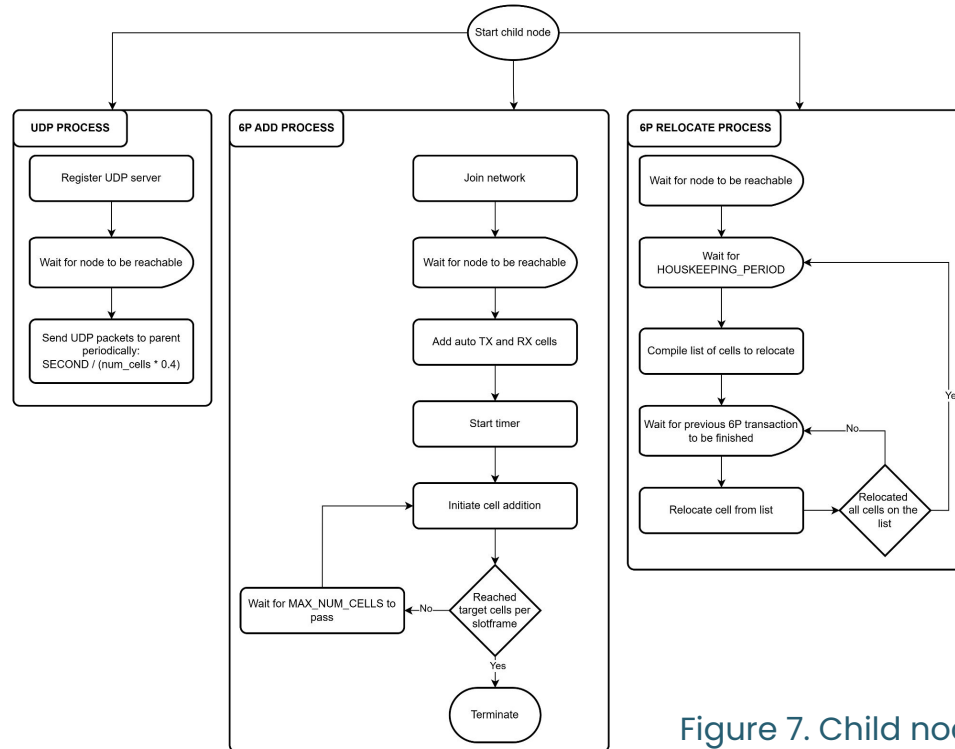 Start child node
UDP PROCESS
Register UDP server
Wait for node to be reachable
Send UDP packets to parent
periodically:
SECOND / (num_cells * 0.4)
6P ADD PROCESS
Join network
Wait for node to be reachable
Add auto TX and RX cells
Start timer
Initiate cell addition
Reached
target cells per
slotframe
No
Wait for MAX_NUM_CELLS to
pass
Yes
Terminate
6P RELOCATE PROCESS
Wait for node to be reachable
Wait for
HOUSKEEPING_PERIOD
Compile list of cells to relocate
Wait for previous 6P transaction
to be finished
No
Relocate cell from list
Relocated
all cells on the
list
Figure 7. Child